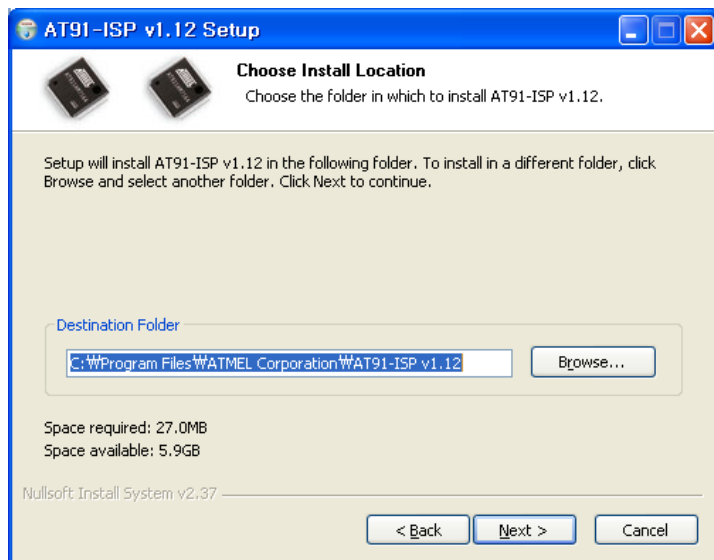 AT91-ISP v1.12 Setup
Choose Install Location
Choose the folder in which to install AT91-ISP v1.12.
Setup will install AT91-ISP v1.12 in the following folder. To install in a different folder, click
Browse and select another folder. Click Next to continue.
Destination Folder
C:₩Program Files₩ATMEL Corporation₩AT91-ISP v1.12
Browse...
Space required: 27.0MB
Space available: 5.9GB
Nullsoft Install System v2.37
< Back
Next >
Cancel